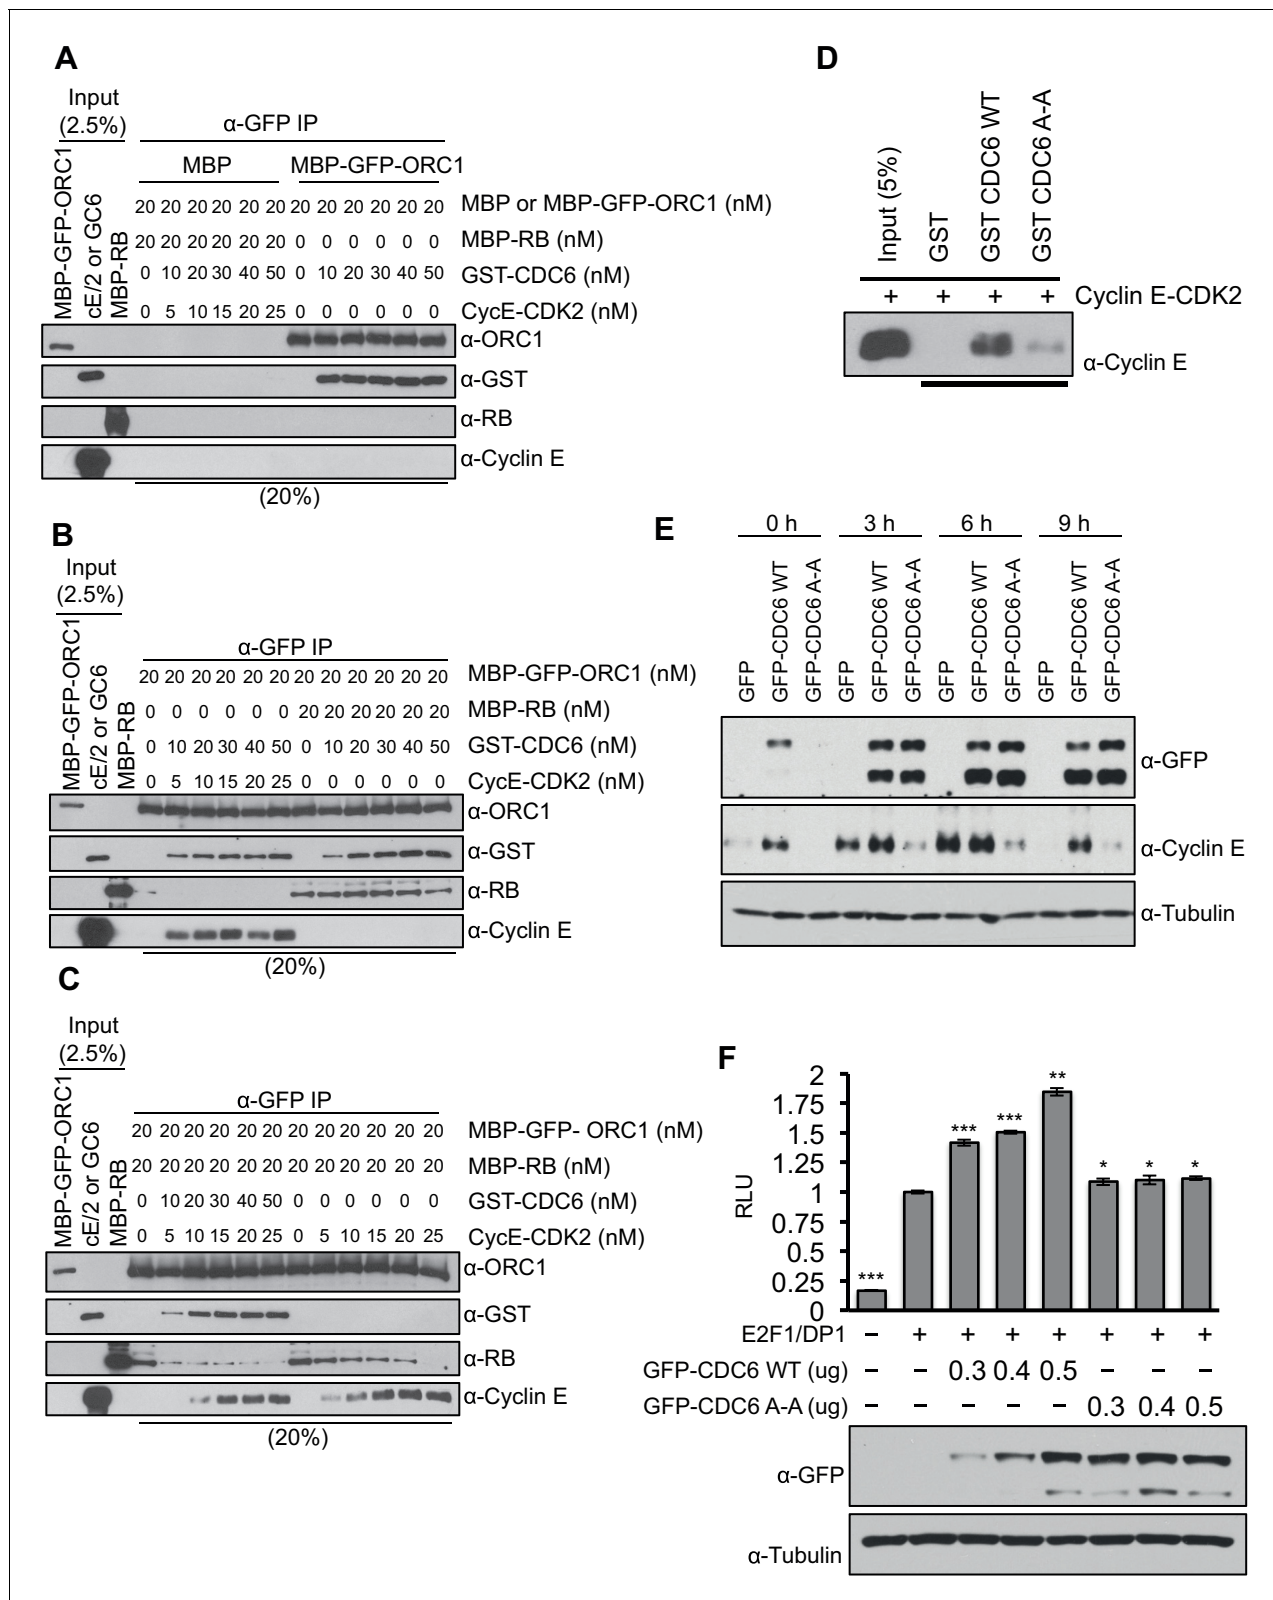 A
Input
(2.5%)
α-GFP IP
MBP
MBP-GFP-ORC1
MBP-GFP-ORC1
cE/2 or GC6
MBP-RB
20 20 20 20 20 20 20 20 20 20 20 20 MBP or MBP-GFP-ORC1 (nM)
20 20 20 20 20 20 0 0 0 0 0 0 MBP-RB (nM)
0 10 20 30 40 50 0 10 20 30 40 50 GST-CDC6 (nM)
0 5 10 15 20 25 0 0 0 0 0 0 CycE-CDK2 (nM)
α-ORC1
α-GST
α-RB
α-Cyclin E
(20%)
B
Input
(2.5%)
α-GFP IP
MBP-GFP-ORC1
cE/2 or GC6
MBP-RB
20 20 20 20 20 20 20 20 20 20 20 20 MBP-GFP-ORC1 (nM)
0 0 0 0 0 0 20 20 20 20 20 20 MBP-RB (nM)
0 10 20 30 40 50 0 10 20 30 40 50 GST-CDC6 (nM)
0 5 10 15 20 25 0 0 0 0 0 0 CycE-CDK2 (nM)
α-ORC1
α-GST
α-RB
α-Cyclin E
(20%)
C
Input
(2.5%)
α-GFP IP
MBP-GFP-ORC1
cE/2 or GC6
MBP-RB
20 20 20 20 20 20 20 20 20 20 20 20 MBP-GFP- ORC1 (nM)
20 20 20 20 20 20 20 20 20 20 20 20 MBP-RB (nM)
0 10 20 30 40 50 0 0 0 0 0 0 GST-CDC6 (nM)
0 5 10 15 20 25 0 5 10 15 20 25 CycE-CDK2 (nM)
α-ORC1
α-GST
α-RB
α-Cyclin E
(20%)
D
Input (5%)
GST
GST CDC6 WT
GST CDC6 A-A
+ + + + Cyclin E-CDK2
α-Cyclin E
E
0 h 3 h 6 h 9 h
GFP
GFP-CDC6 WT
GFP-CDC6 A-A
GFP
GFP-CDC6 WT
GFP-CDC6 A-A
GFP
GFP-CDC6 WT
GFP-CDC6 A-A
GFP
GFP-CDC6 WT
GFP-CDC6 A-A
α-GFP
α-Cyclin E
α-Tubulin
F
RLU
2
1.75
1.5
1.25
1
0.75
0.5
0.25
0
*** *** *** ** * * *
E2F1/DP1 – + + + + + + +
GFP-CDC6 WT (ug) – – 0.3 0.4 0.5 – – –
GFP-CDC6 A-A (ug) – – – – – 0.3 0.4 0.5
α-GFP
α-Tubulin